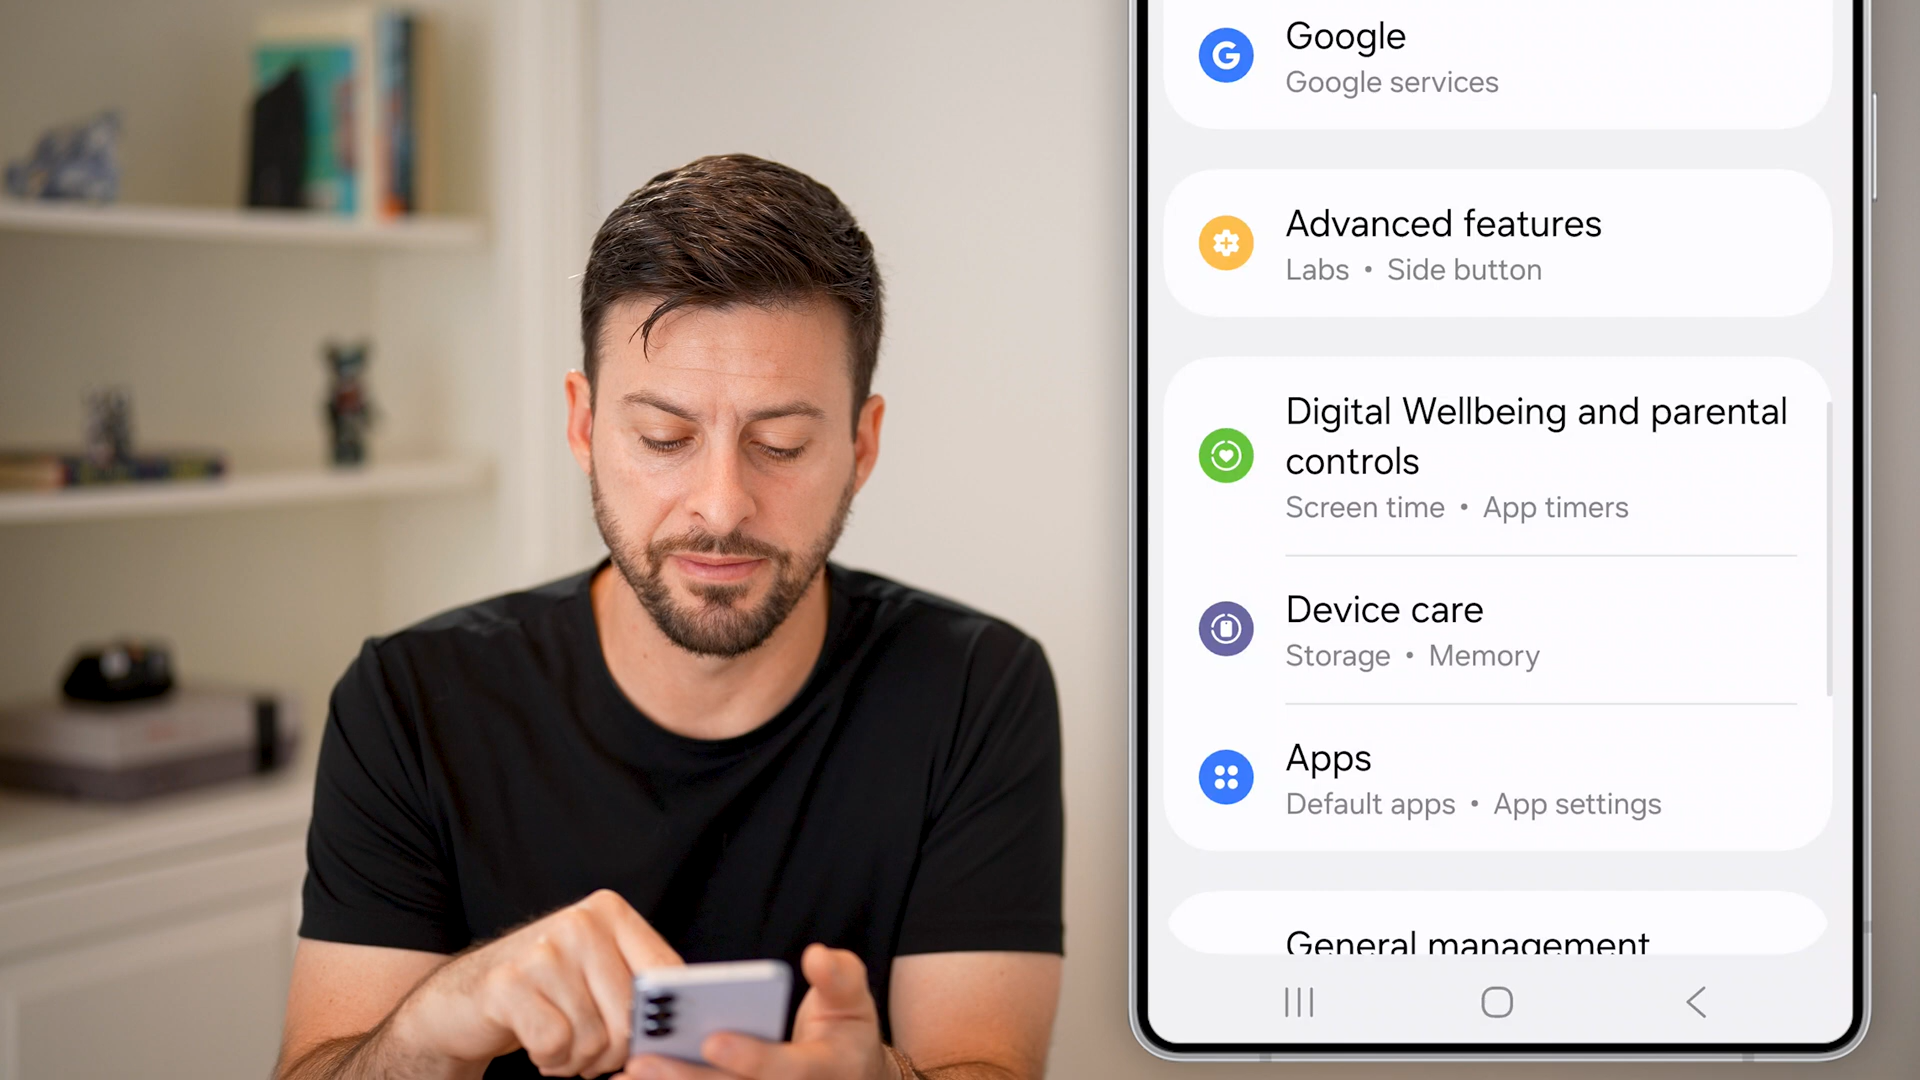 Google
Google services
Advanced features
Labs • Side button
Digital Wellbeing and parental
controls
Screen time • App timers
Device care
Storage • Memory
Apps
Default apps • App settings
General management